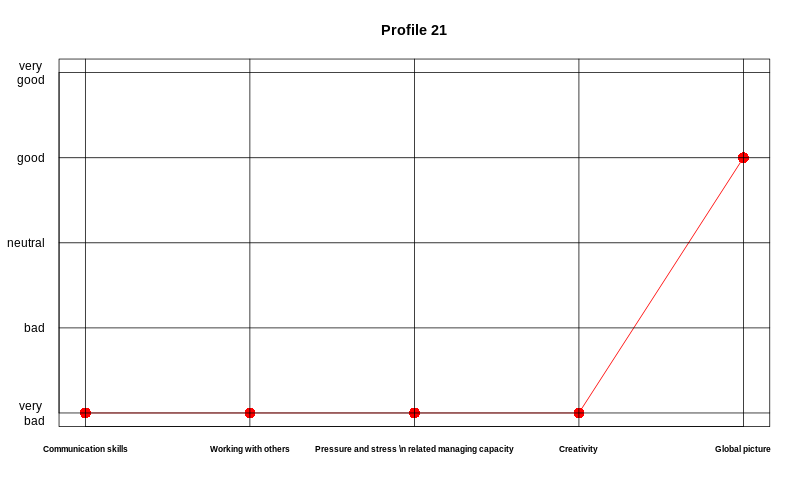 Profile 21
very
good
good
neutral
bad
very
bad
Communication skills
Working with others
Pressure and stress \n related managing capacity
Creativity
Global picture